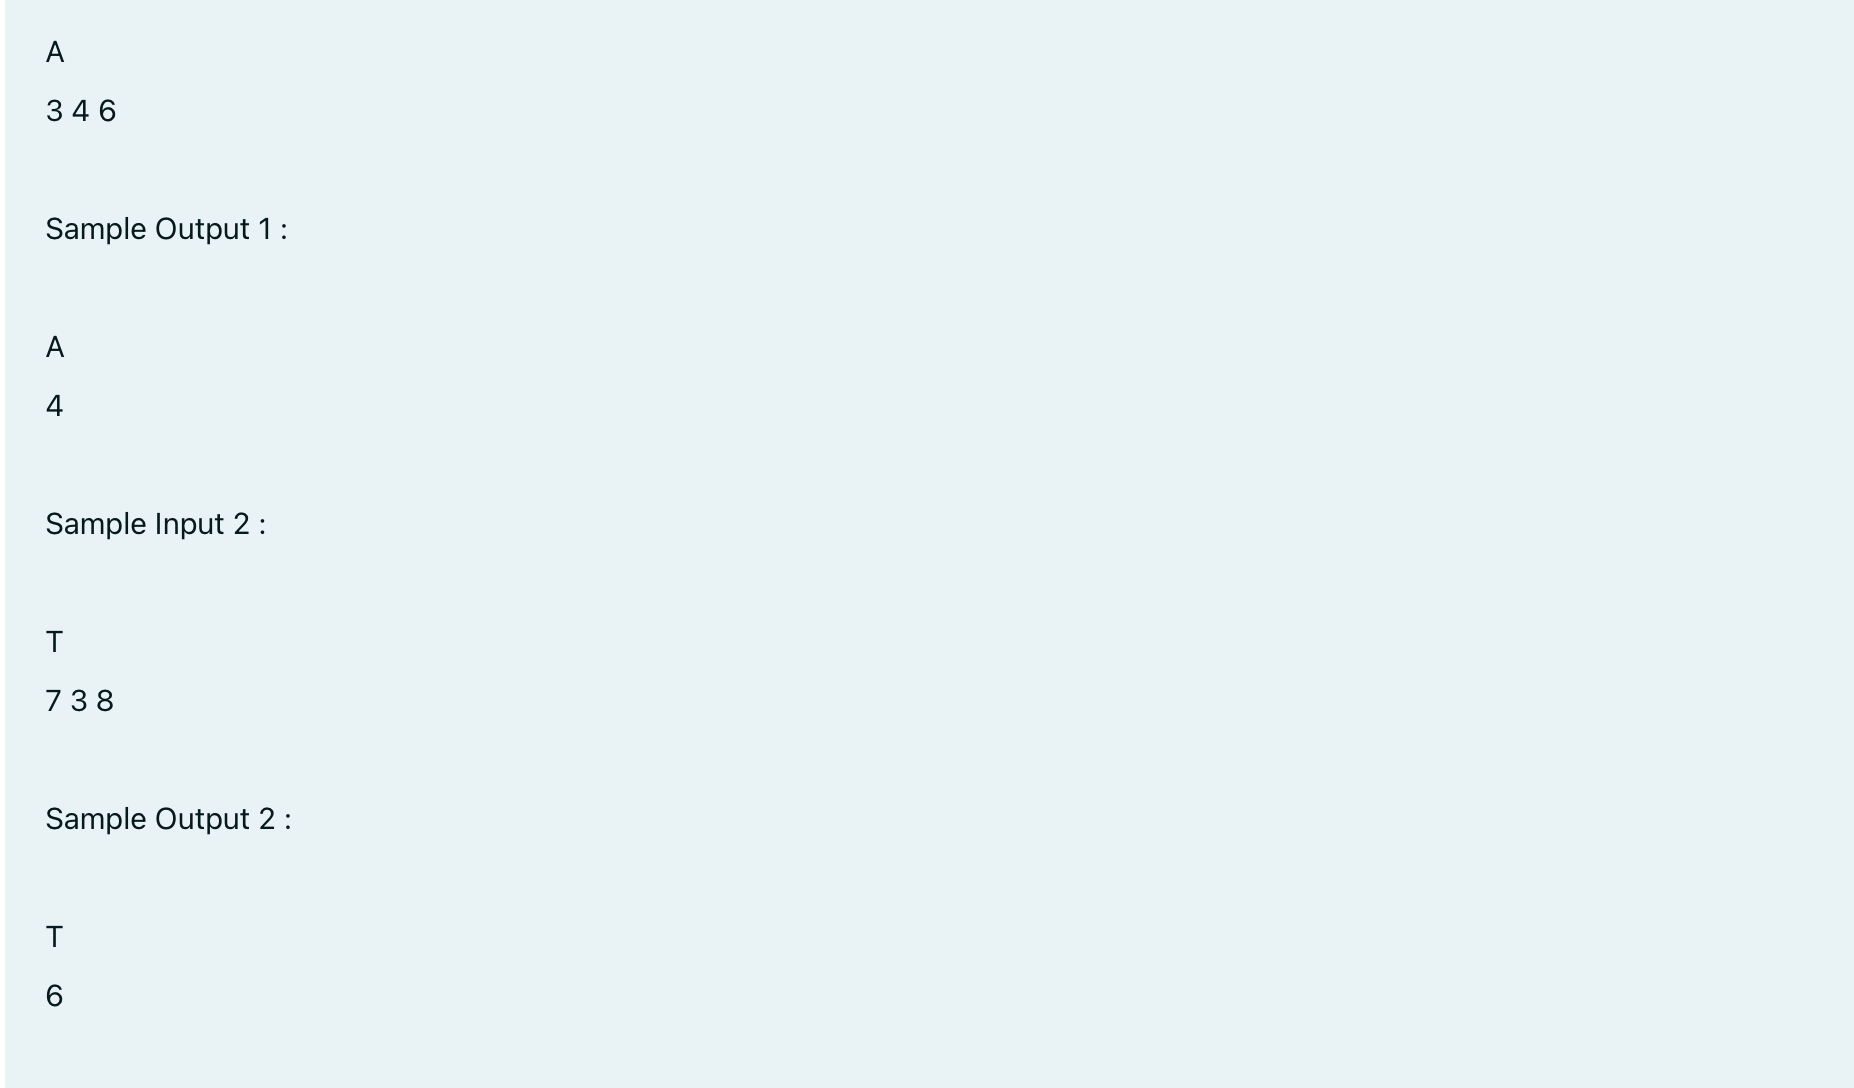 A
3 4 6
Sample Output 1 :
A
4
Sample Input 2 :
T
7 3 8
Sample Output 2 :
T
6